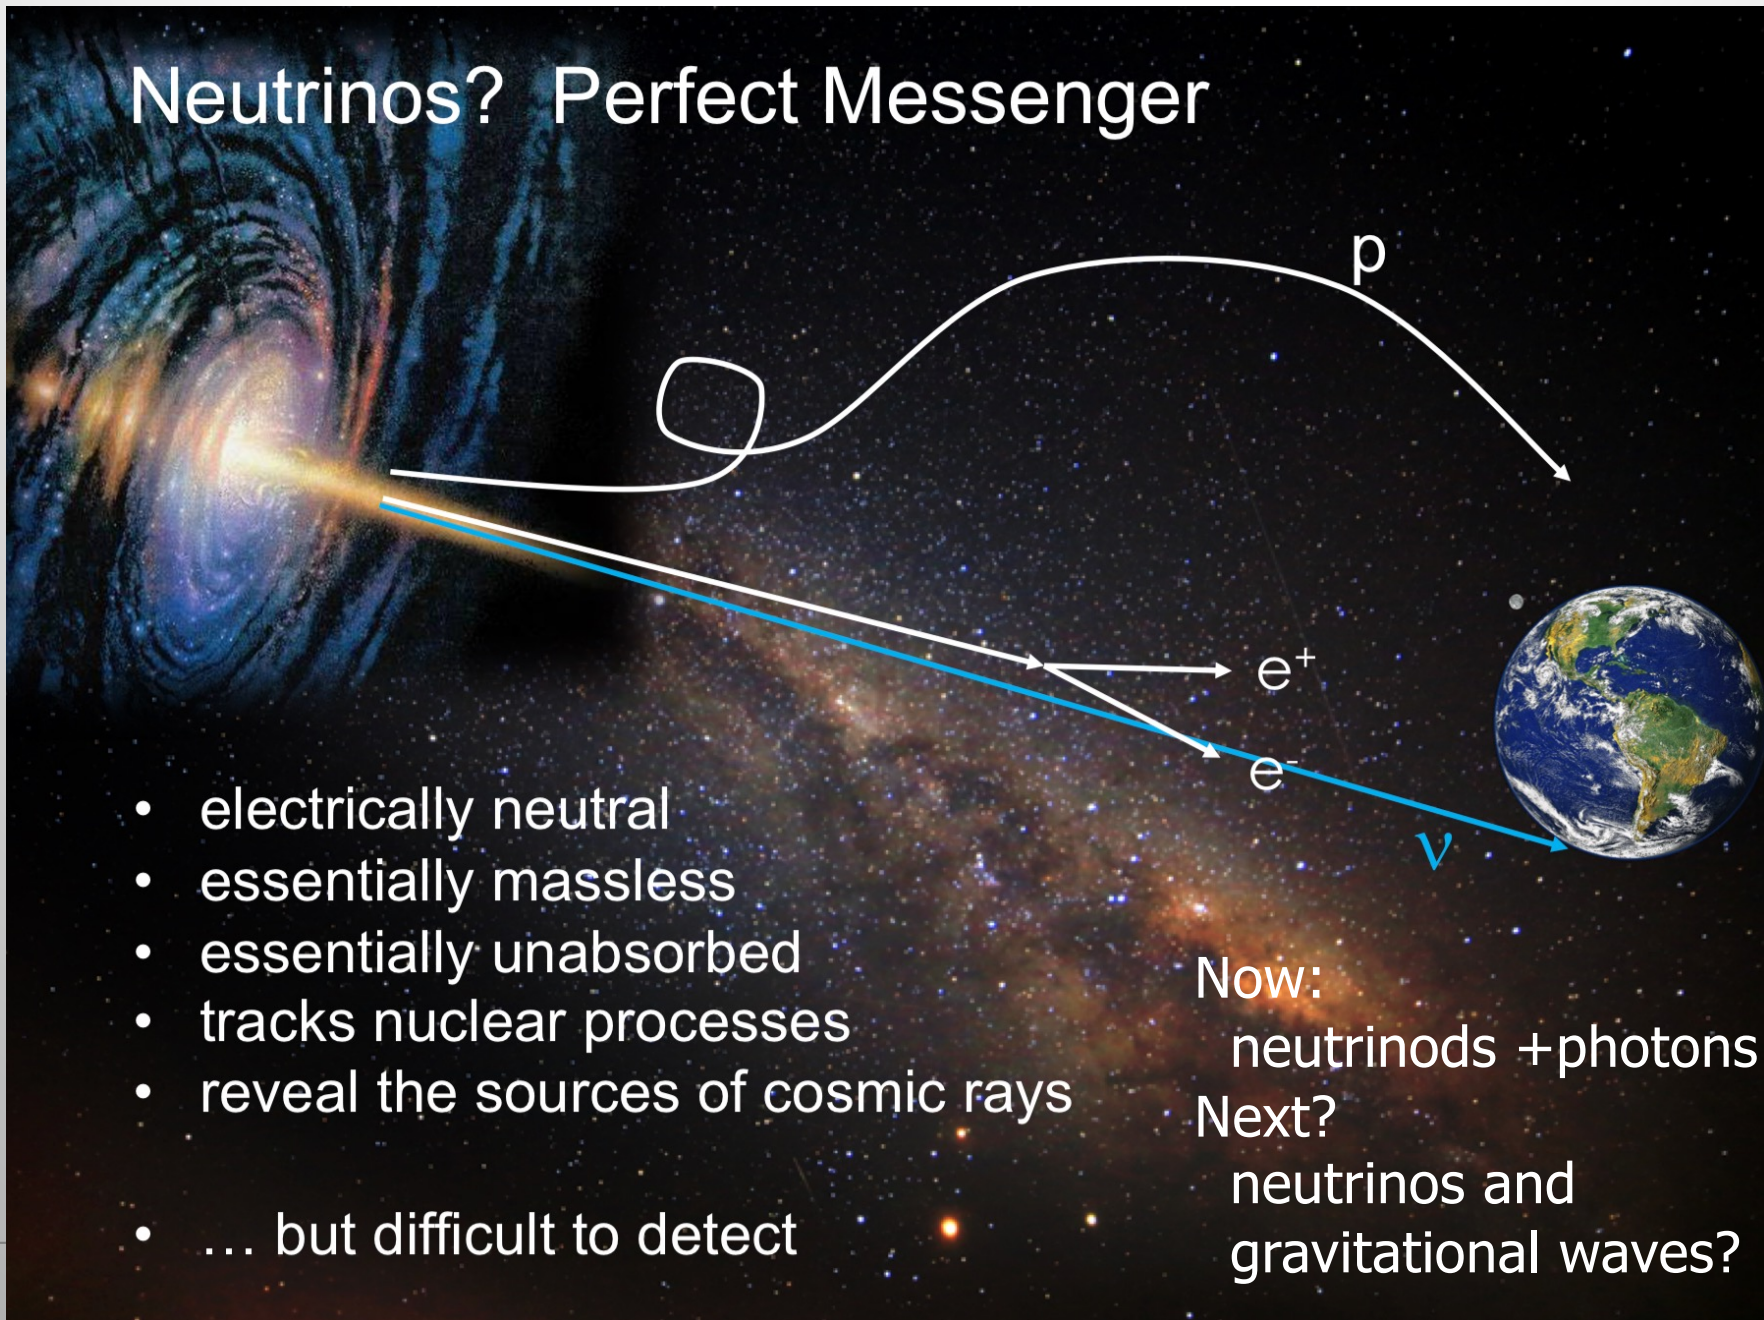 Neutrinos? Perfect Messenger
p
e⁺
e⁻
ν
• electrically neutral
• essentially massless
• essentially unabsorbed
• tracks nuclear processes
• reveal the sources of cosmic rays
• … but difficult to detect
Now:
neutrinods +photons
Next?
neutrinos and
gravitational waves?